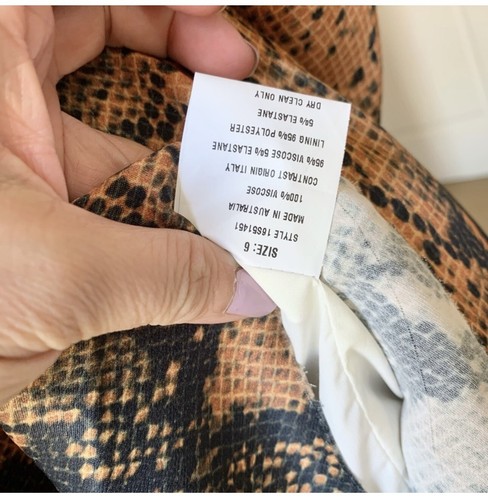 SIZE: 6
STYLE 16SS1451
MADE IN AUSTRALIA
100% VISCOSE
CONTRAST ORIGIN ITALY
95% VISCOSE 5% ELASTANE
LINING 95% POLYESTER
5% ELASTANE
DRY CLEAN ONLY